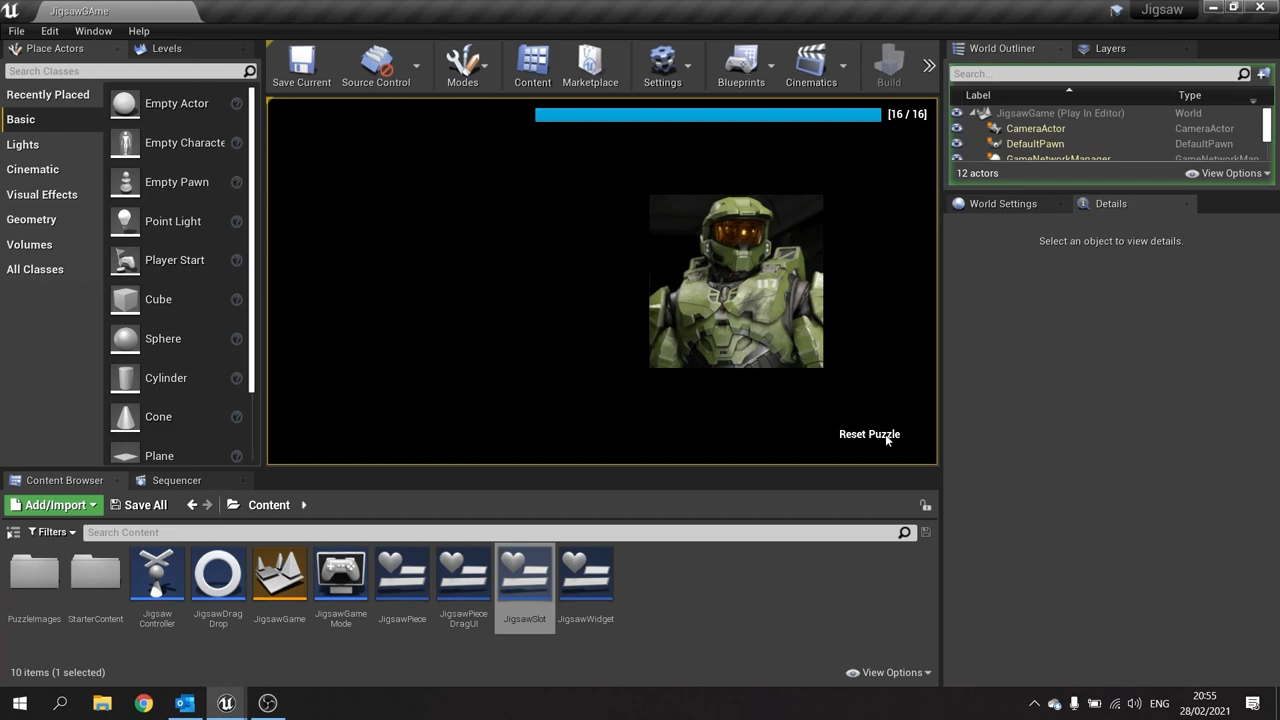 JigsawGAme
Jigsaw
File Edit Window Help
Place Actors
Levels
Search Classes
Recently Placed
Basic
Lights
Cinematic
Visual Effects
Geometry
Volumes
All Classes
Empty Actor
Empty Characte
Empty Pawn
Point Light
Player Start
Cube
Sphere
Cylinder
Cone
Plane
Save Current
Source Control
Modes
Content
Marketplace
Settings
Blueprints
Cinematics
Build
[16 / 16]
117
Reset Puzzle
World Outliner
Layers
Search...
Label Type
JigsawGame (Play In Editor) World
CameraActor CameraActor
DefaultPawn DefaultPawn
GameNetworkManager GameNetworkMan
12 actors
View Options
World Settings
Details
Select an object to view details.
Content Browser
Sequencer
Add/Import
Save All
Content
Filters
Search Content
PuzzleImages
StarterContent
Jigsaw
Controller
JigsawDrag
Drop
JigsawGame
JigsawGame
Mode
JigsawPiece
JigsawPiece
DragUI
JigsawSlot
JigsawWidget
10 items (1 selected)
View Options
ENG
20:55
28/02/2021